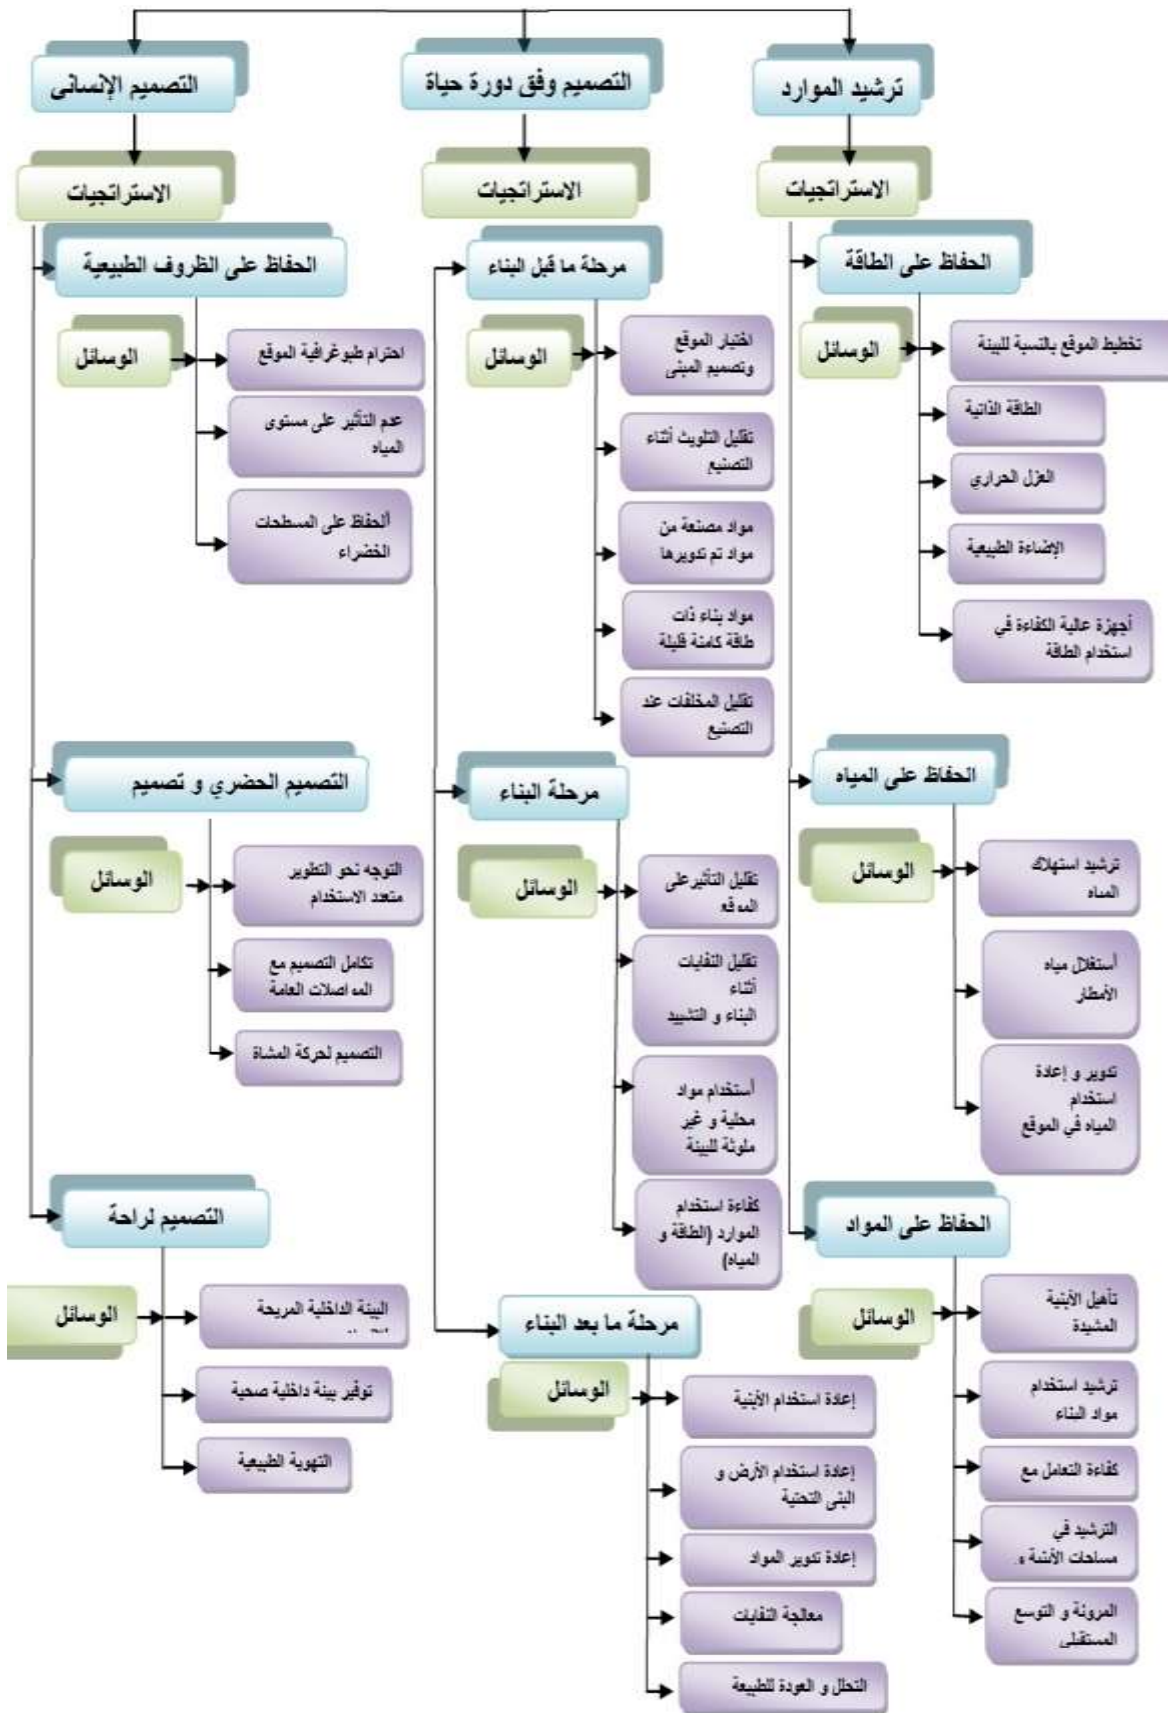 ترشيد الموارد
الاستراتجيات
الحفاظ على الطاقة
الوسائل
تخطيط الموقع بالنسبة للبيئة
الطاقة الذاتية
العزل الحراري
الإضاءة الطبيعية
أجهزة عالية الكفاءة في
استخدام الطاقة
الحفاظ على المياه
الوسائل
ترشيد استهلاك
المياه
أستغلال مياه
الأمطار
تدوير و إعادة
استخدام
المياه في الموقع
الحفاظ على المواد
الوسائل
تأهيل الأبنية
المشيدة
ترشيد استخدام
مواد البناء
كفاءة التعامل مع
الترشيد في
مساحات الأبنية و
المرونة و التوسع
المستقبلي
التصميم وفق دورة حياة
الاستراتجيات
مرحلة ما قبل البناء
الوسائل
اختيار الموقع
وتصميم المبنى
تقليل التلويث أثناء
التصنيع
مواد مصنعة من
مواد تم تدويرها
مواد بناء ذات
طاقة كامنة قليلة
تقليل المخلفات عند
التصنيع
مرحلة البناء
الوسائل
تقليل التأثيرعلى
الموقع
تقليل النفايات
أثناء
البناء و التشييد
أستخدام مواد
محلية و غير
ملوثة للبيئة
كفاءة استخدام
الموارد (الطاقة و
المياه)
مرحلة ما بعد البناء
الوسائل
إعادة استخدام الأبنية
إعادة استخدام الأرض و
البنى التحتية
إعادة تدوير المواد
معالجة النفايات
التحلل و العودة للطبيعة
التصميم الإنساني
الاستراتجيات
الحفاظ على الظروف الطبيعية
الوسائل
احترام طبوغرافية الموقع
عدم التأثير على مستوى
المياه
ألحفاظ على المسطحات
الخضراء
التصميم الحضري و تصميم
الوسائل
التوجه نحو التطوير
متعدد الاستخدام
تكامل التصميم مع
المواصلات العامة
التصميم لحركة المشاة
التصميم لراحة
الوسائل
البيئة الداخلية المريحة
توفير بيئة داخلية صحية
التهوية الطبيعية